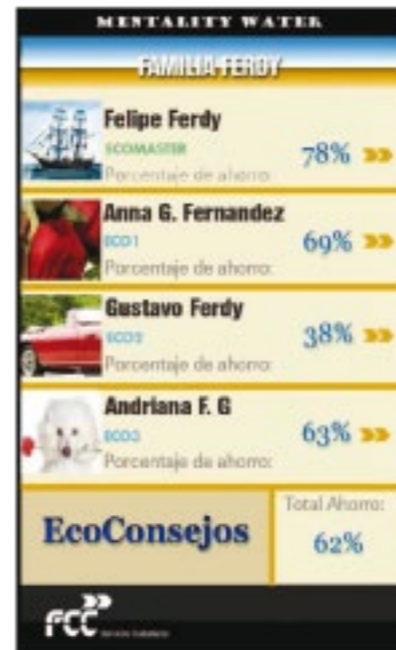 MENTALITY WATER
FAMILIA FERDY
Felipe Ferdy
ECOMASTER
Porcentaje de ahorro:
78%
Anna G. Fernandez
ECO1
Porcentaje de ahorro:
69%
Gustavo Ferdy
ECO2
Porcentaje de ahorro:
38%
Andriana F. G
ECO3
Porcentaje de ahorro:
63%
EcoConsejos
Total Ahorro:
62%
FCC